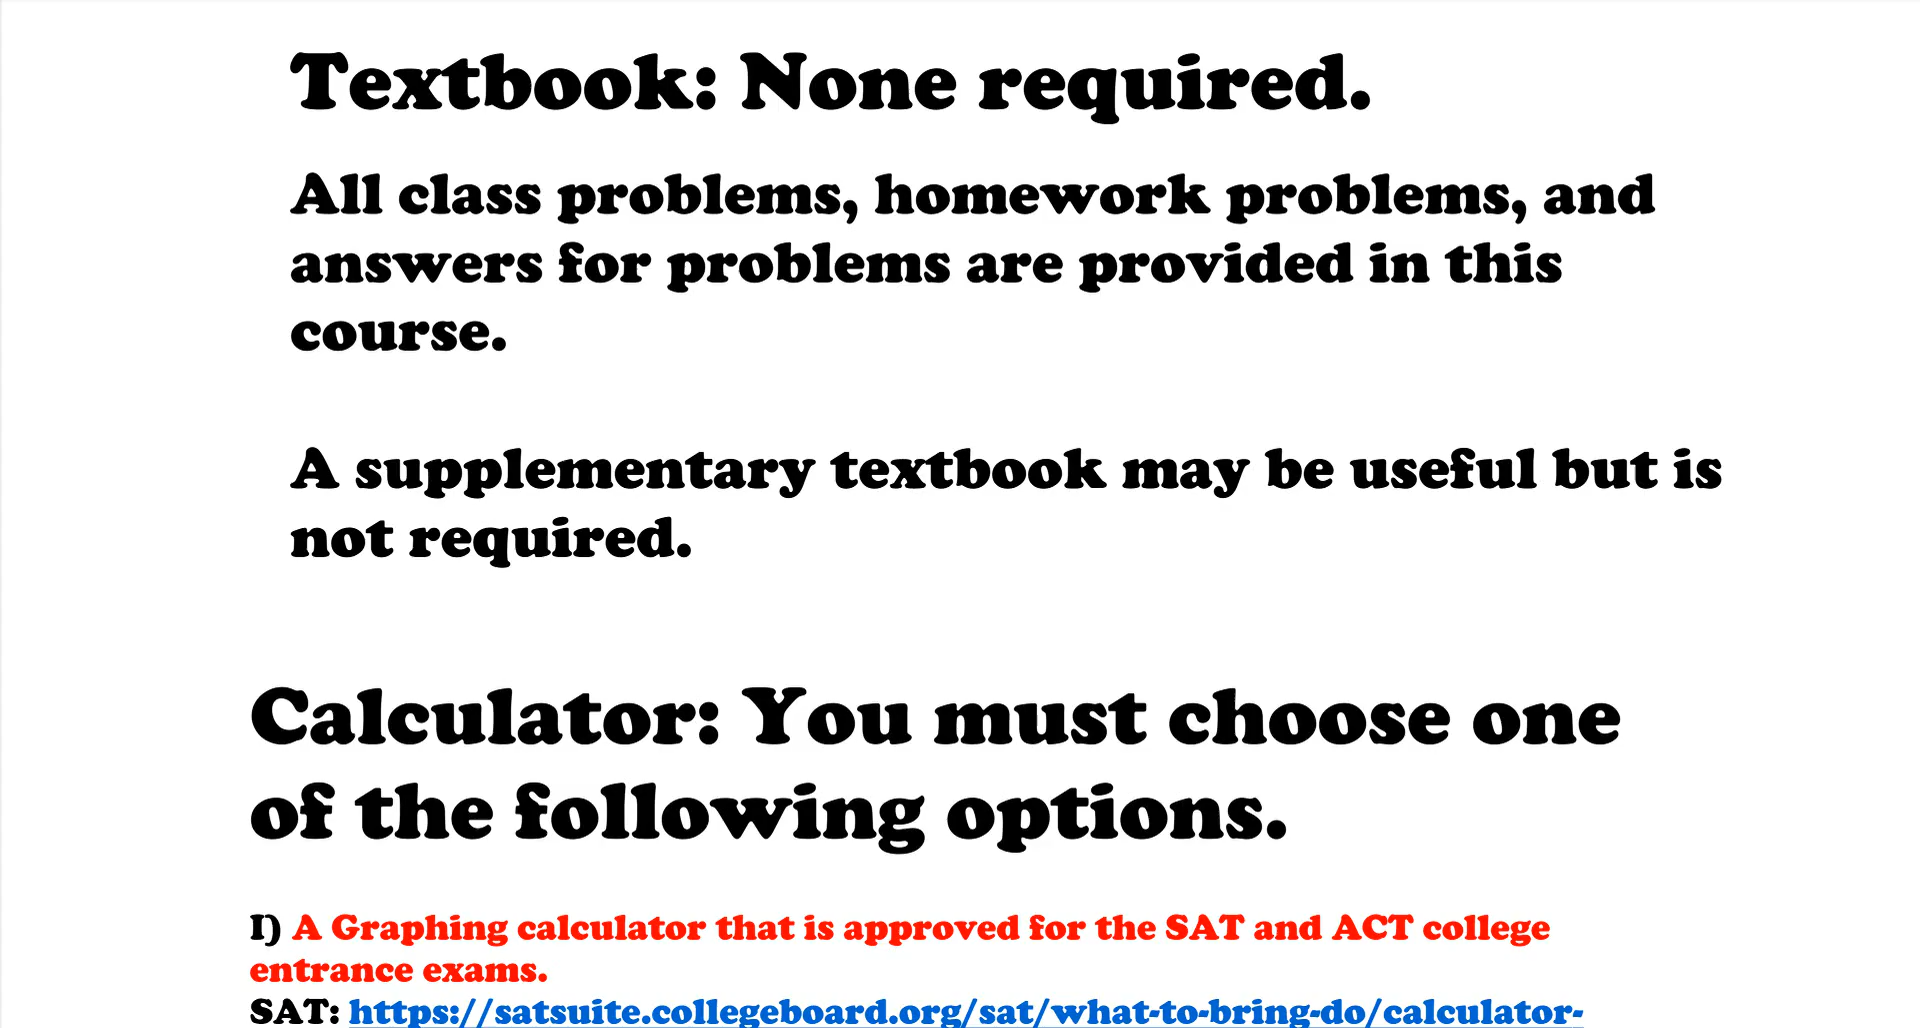 Textbook: None required.
All class problems, homework problems, and
answers for problems are provided in this
course.
A supplementary textbook may be useful but is
not required.
Calculator: You must choose one
of the following options.
I) A Graphing calculator that is approved for the SAT and ACT college
entrance exams.
SAT: https://satsuite.collegeboard.org/sat/what-to-bring-do/calculator-